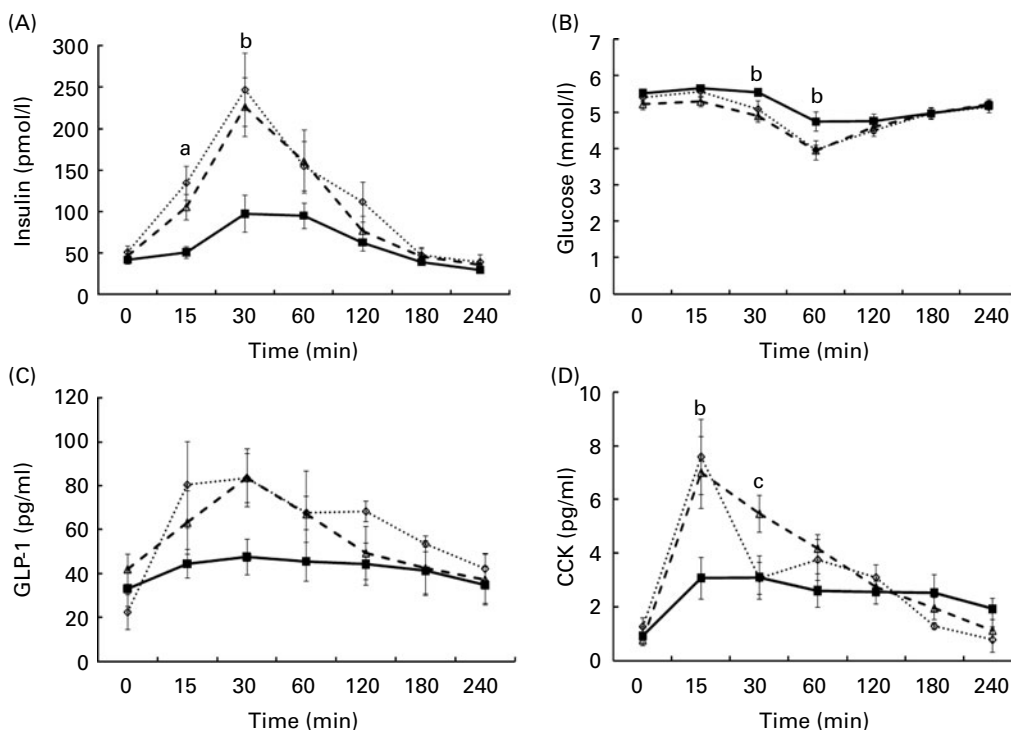 (A)
Insulin (pmol/l)
300
250
200
150
100
50
0
a
b
0 15 30 60 120 180 240
Time (min)
(B)
Glucose (mmol/l)
7
6
5
4
3
2
1
0
b
b
0 15 30 60 120 180 240
Time (min)
(C)
GLP-1 (pg/ml)
120
100
80
60
40
20
0
0 15 30 60 120 180 240
Time (min)
(D)
CCK (pg/ml)
10
8
6
4
2
0
b
c
0 15 30 60 120 180 240
Time (min)